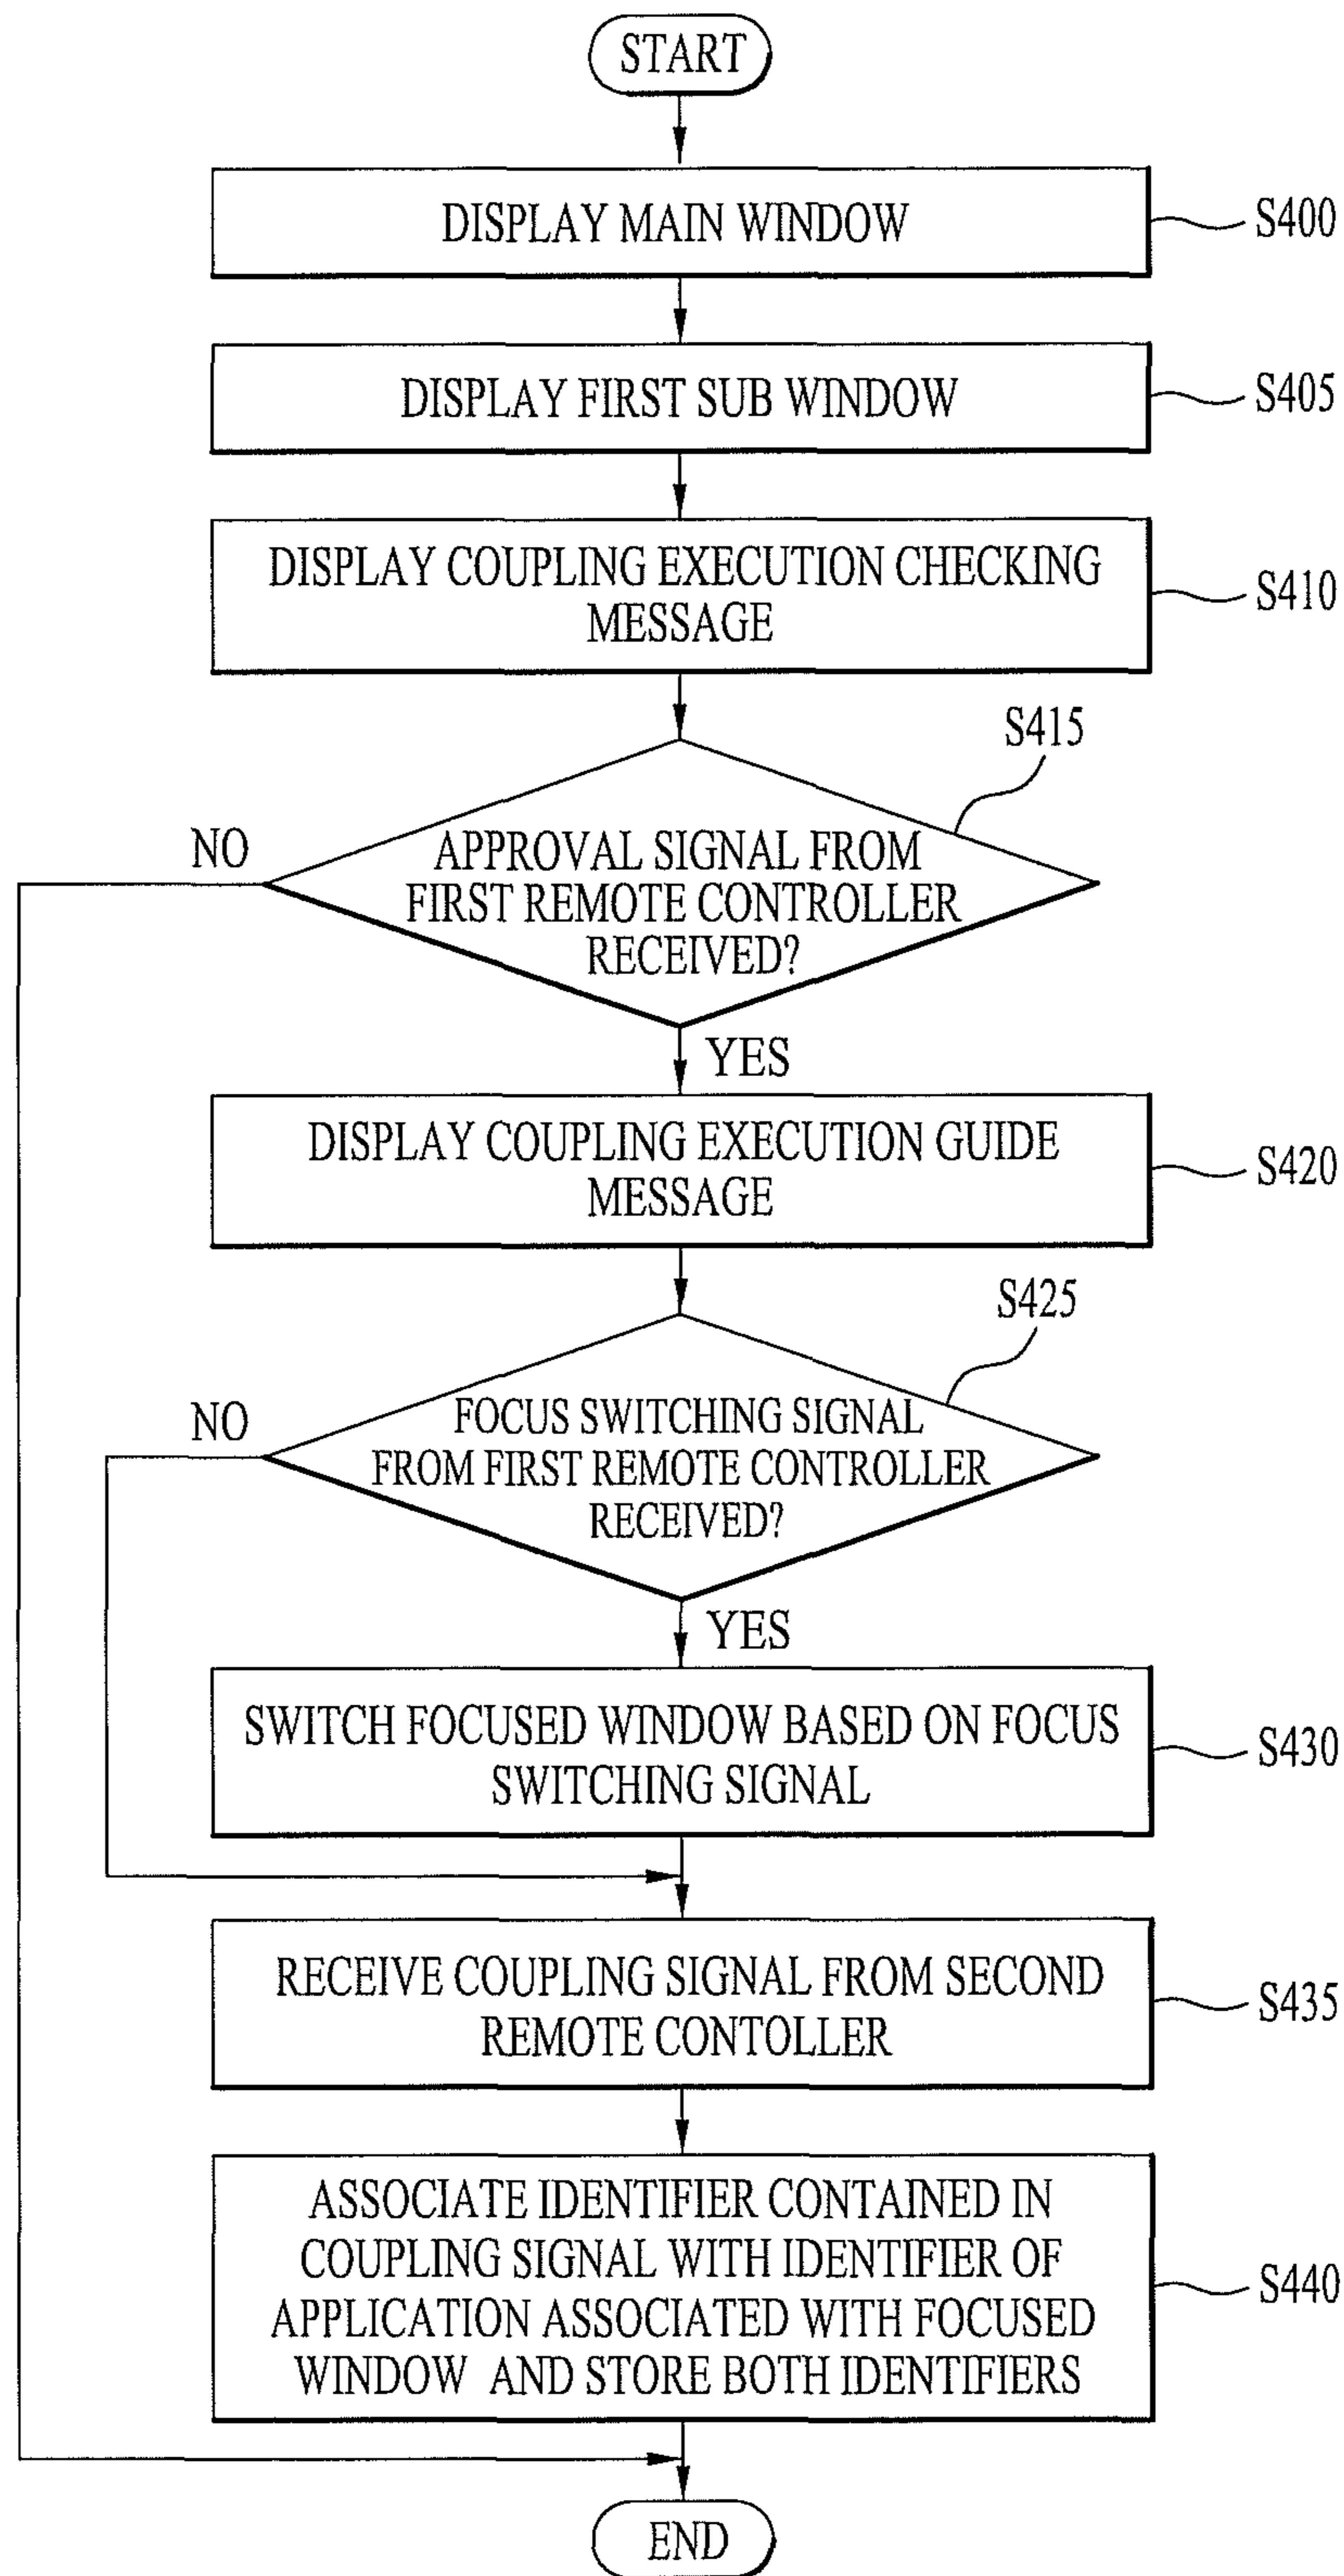 START
DISPLAY MAIN WINDOW
S400
DISPLAY FIRST SUB WINDOW
S405
DISPLAY COUPLING EXECUTION CHECKING
MESSAGE
S410
S415
NO
APPROVAL SIGNAL FROM
FIRST REMOTE CONTROLLER
RECEIVED?
YES
DISPLAY COUPLING EXECUTION GUIDE
MESSAGE
S420
S425
NO
FOCUS SWITCHING SIGNAL
FROM FIRST REMOTE CONTROLLER
RECEIVED?
YES
SWITCH FOCUSED WINDOW BASED ON FOCUS
SWITCHING SIGNAL
S430
RECEIVE COUPLING SIGNAL FROM SECOND
REMOTE CONTOLLER
S435
ASSOCIATE IDENTIFIER CONTAINED IN
COUPLING SIGNAL WITH IDENTIFIER OF
APPLICATION ASSOCIATED WITH FOCUSED
WINDOW AND STORE BOTH IDENTIFIERS
S440
END